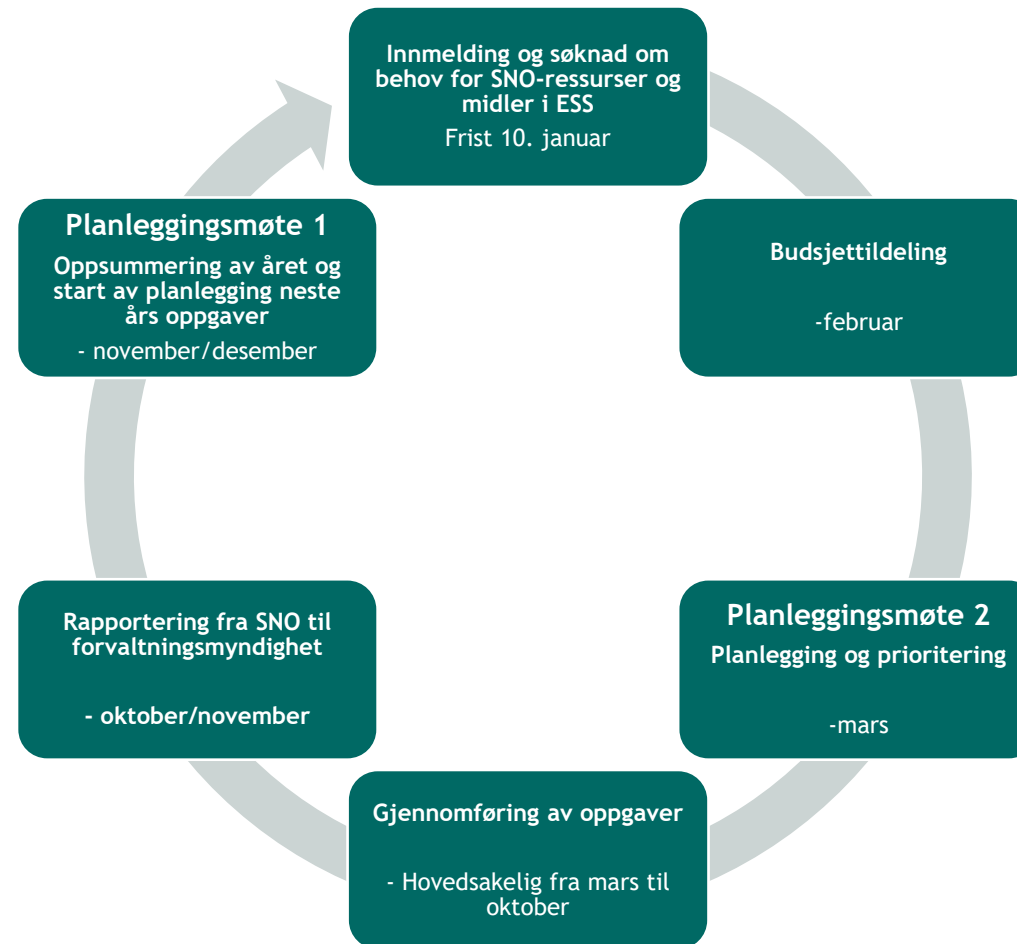 Innmelding og søknad om
behov for SNO-ressurser og
midler i ESS
Frist 10. januar
Budsjettildeling
-februar
Planleggingsmøte 2
Planlegging og prioritering
-mars
Gjennomføring av oppgaver
- Hovedsakelig fra mars til
oktober
Rapportering fra SNO til
forvaltningsmyndighet
- oktober/november
Planleggingsmøte 1
Oppsummering av året og
start av planlegging neste
års oppgaver
- november/desember